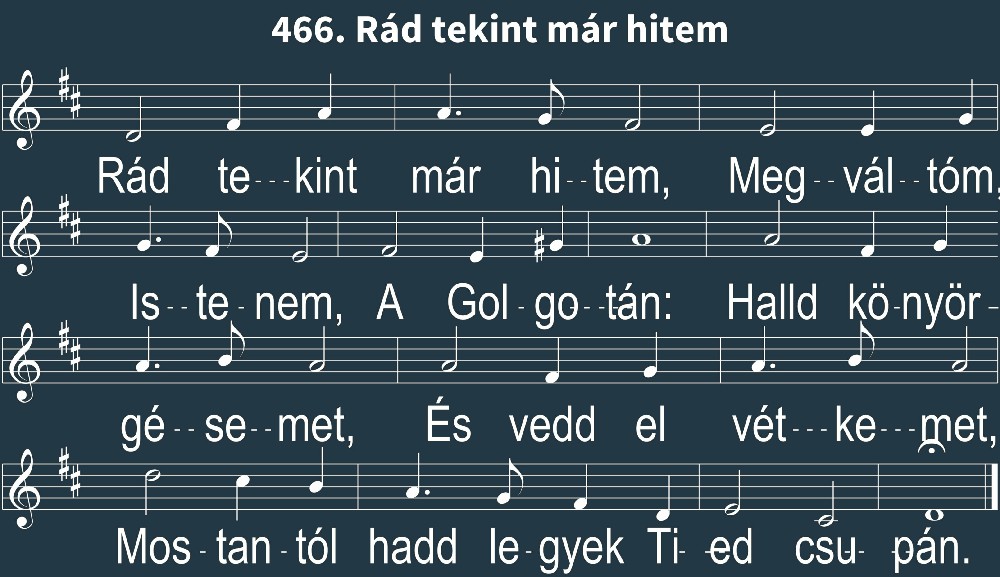 466. Rád tekint már hitem
Rád te---kint már hi--tem, Meg--vál--tóm,
Is--te-nem, A Gol-go--tán: Halld kö-nyör-
gé--se--met, És vedd el vét---ke---met,
Mos-tan-tól hadd le-gyek Ti- -ed csu- -pán.